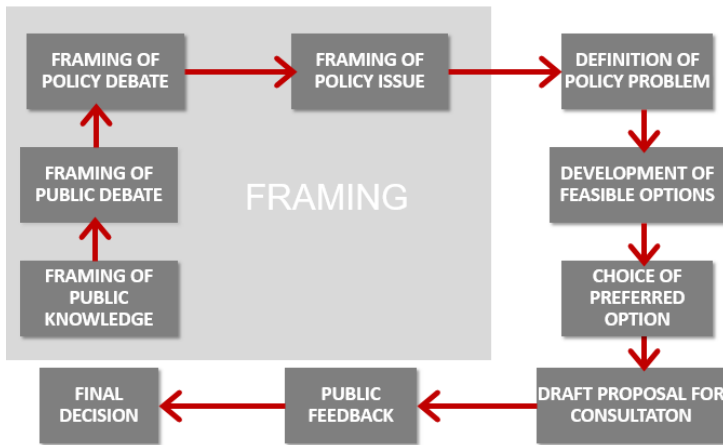 FRAMING OF
POLICY DEBATE
FRAMING OF
POLICY ISSUE
DEFINITION OF
POLICY PROBLEM
FRAMING OF
PUBLIC DEBATE
FRAMING
DEVELOPMENT OF
FEASIBLE OPTIONS
FRAMING OF
PUBLIC
KNOWLEDGE
CHOICE OF
PREFERRED
OPTION
FINAL
DECISION
PUBLIC
FEEDBACK
DRAFT PROPOSAL FOR
CONSULTATON